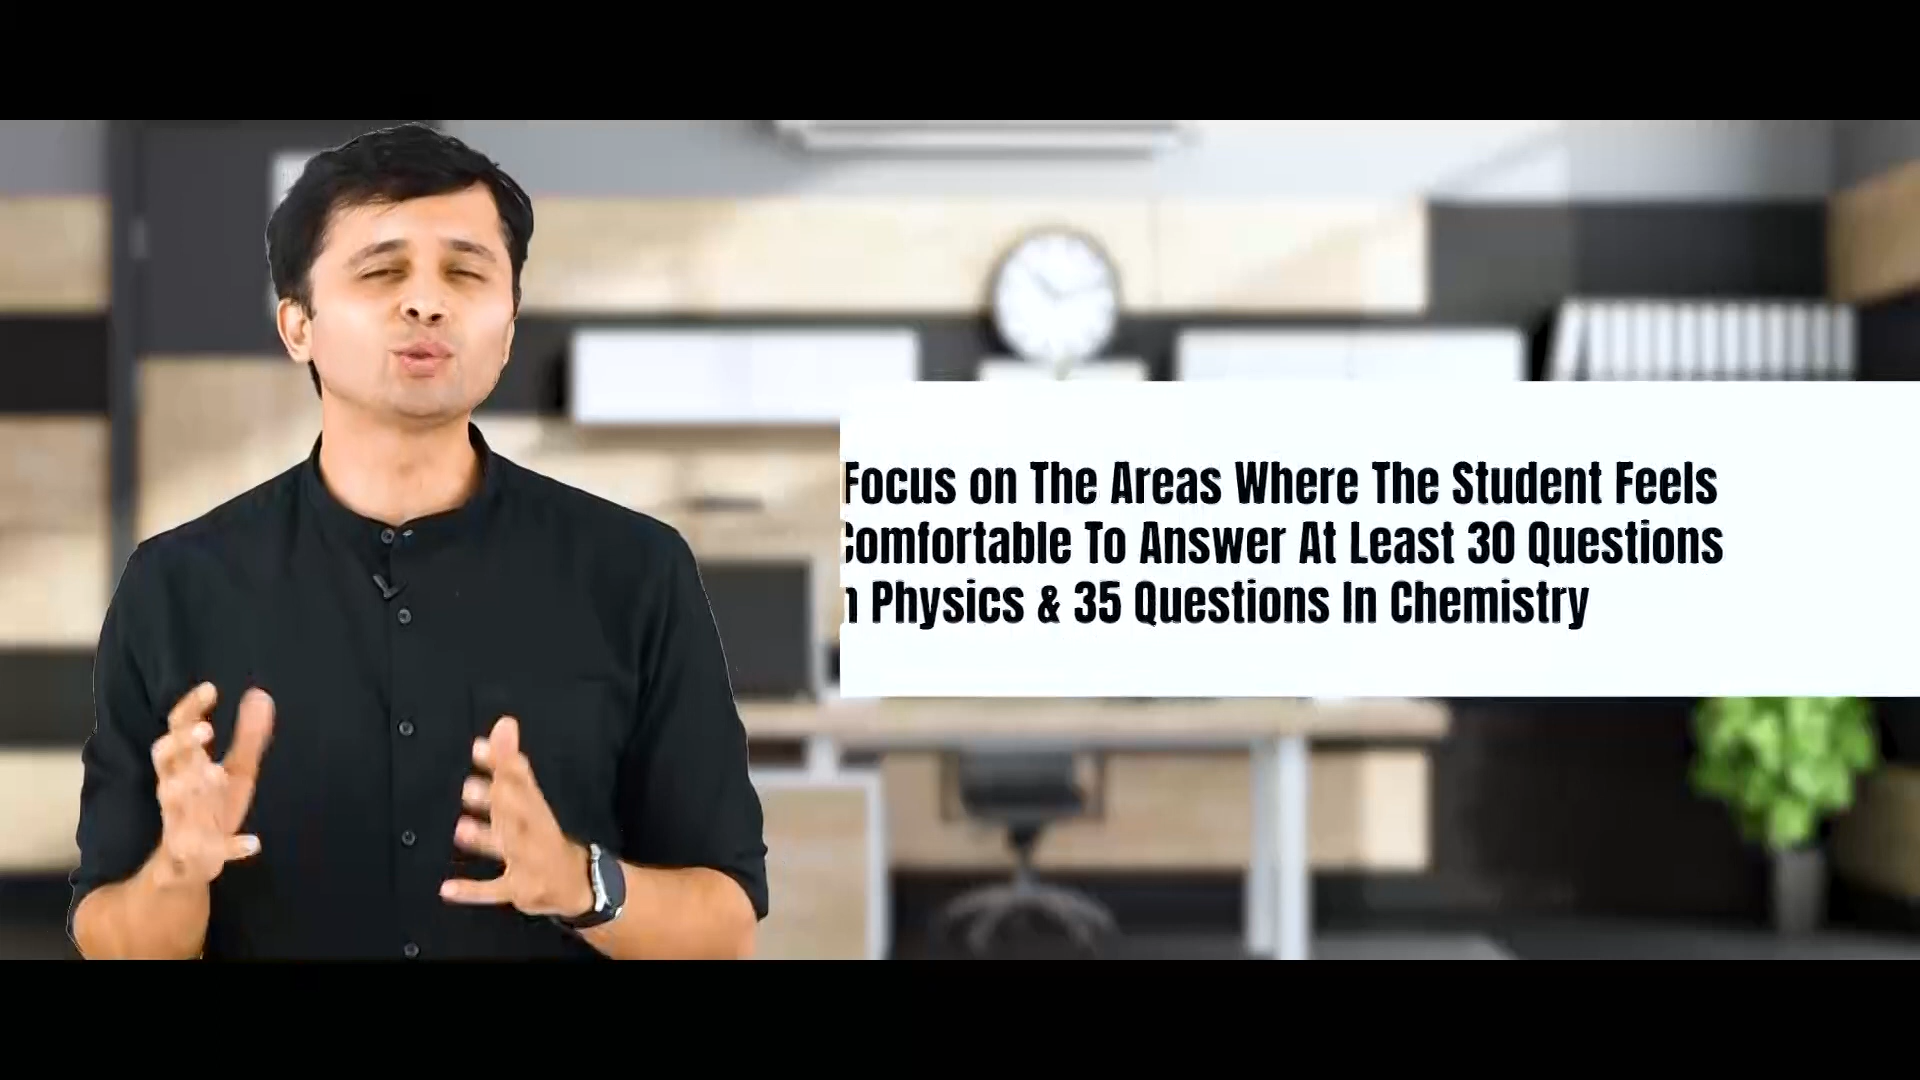 Focus on The Areas Where The Student Feels
Comfortable To Answer At Least 30 Questions
n Physics & 35 Questions In Chemistry